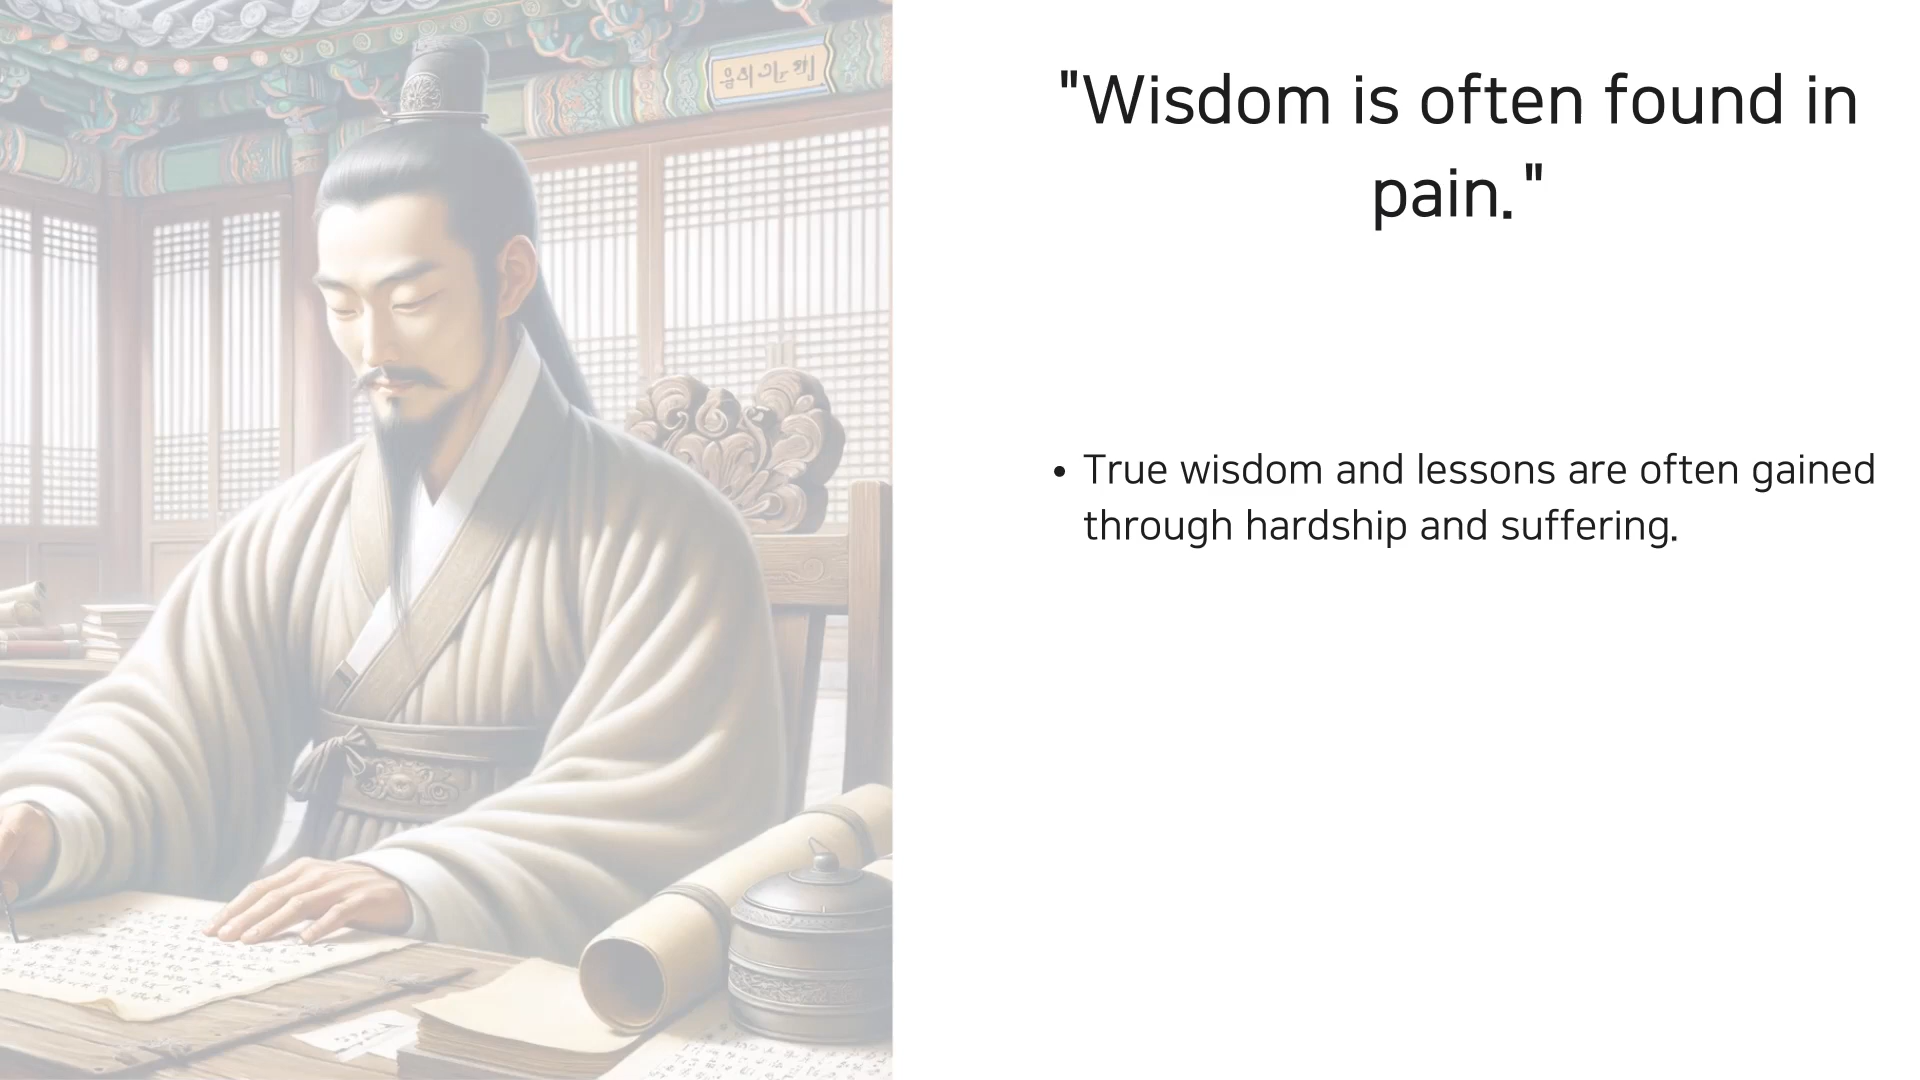 "Wisdom is often found in
pain."
• True wisdom and lessons are often gained
through hardship and suffering.